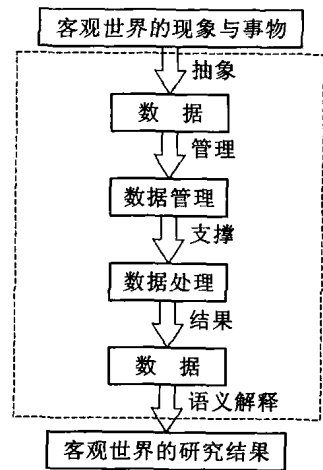 客观世界的现象与事物
抽象
数 据
管理
数据管理
支撑
数据处理
结果
数 据
语义解释
客观世界的研究结果